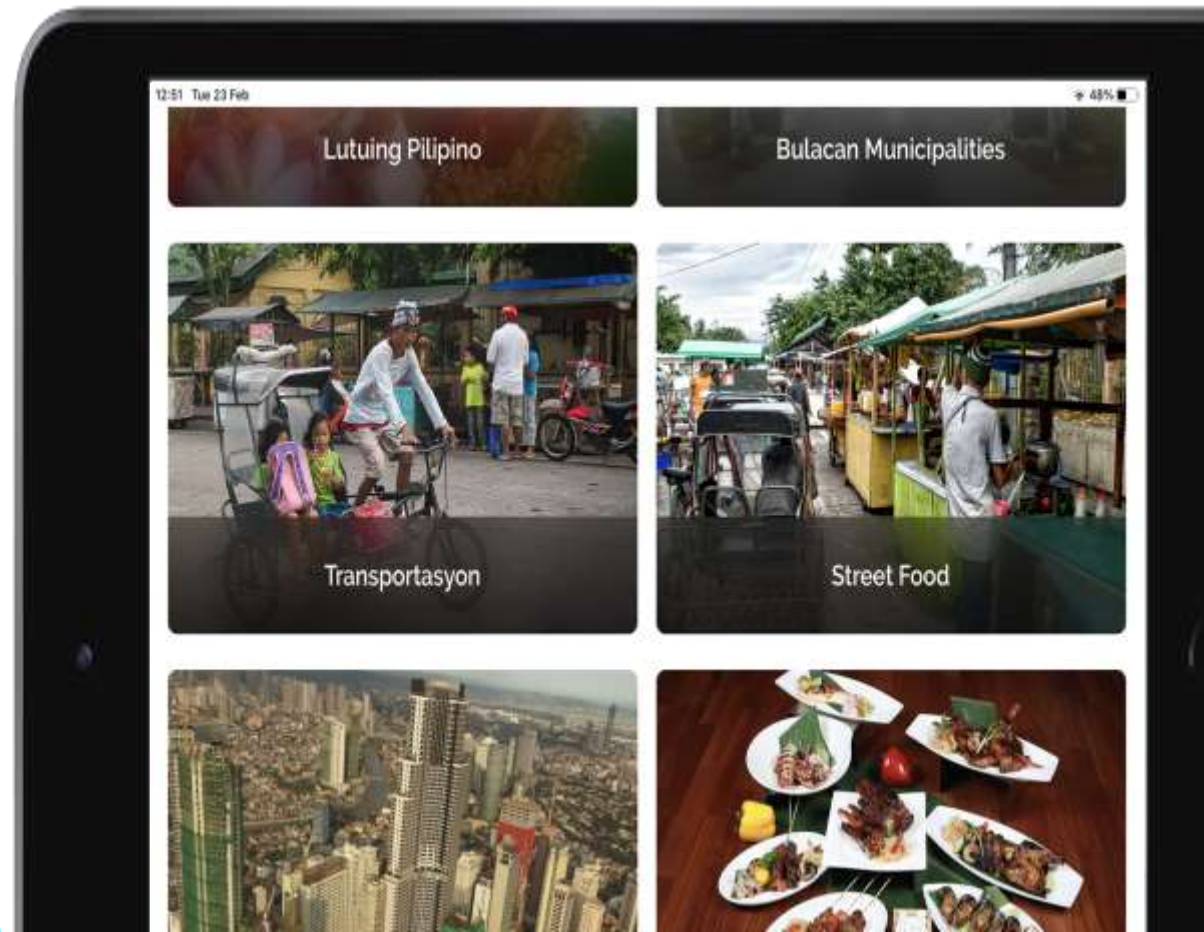 12:51 Tue 23 Feb
48%
Lutuing Pilipino
Bulacan Municipalities
Transportasyon
Street Food